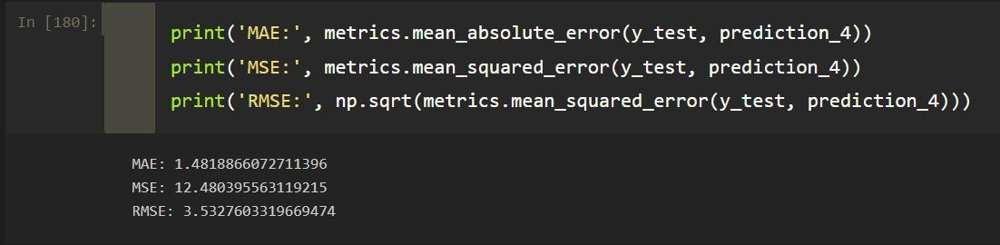 In [180]:
print('MAE:', metrics.mean_absolute_error(y_test, prediction_4))
print('MSE:', metrics.mean_squared_error(y_test, prediction_4))
print('RMSE:', np.sqrt(metrics.mean_squared_error(y_test, prediction_4)))
MAE: 1.4818866072711396
MSE: 12.480395563119215
RMSE: 3.5327603319669474